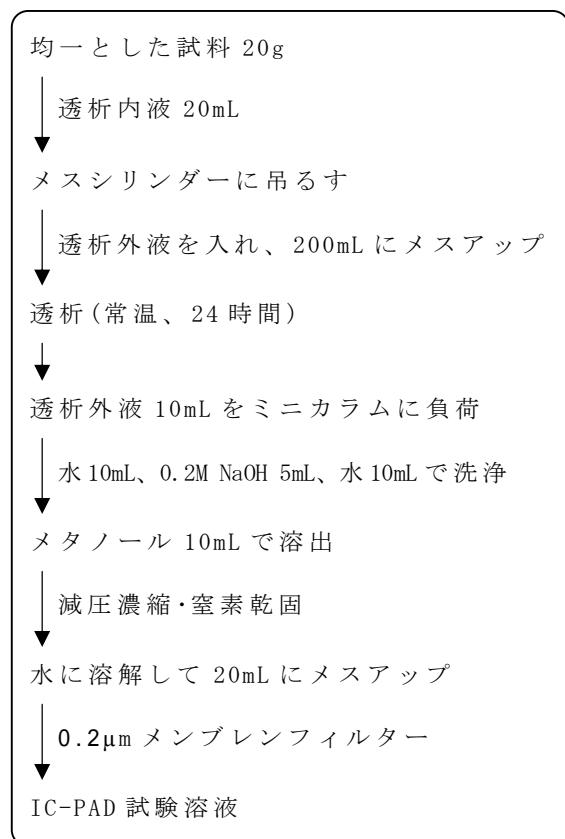 均一とした試料 20g
透析内液 20mL
メスシリンダーに吊るす
透析外液を入れ、200mL にメスアップ
透析(常温、24 時間)
透析外液 10mL をミニカラムに負荷
水 10mL、0.2M NaOH 5mL、水 10mL で洗浄
メタノール 10mL で溶出
減圧濃縮・窒素乾固
水に溶解して 20mL にメスアップ
0.2μm メンブレンフィルター
IC-PAD 試験溶液